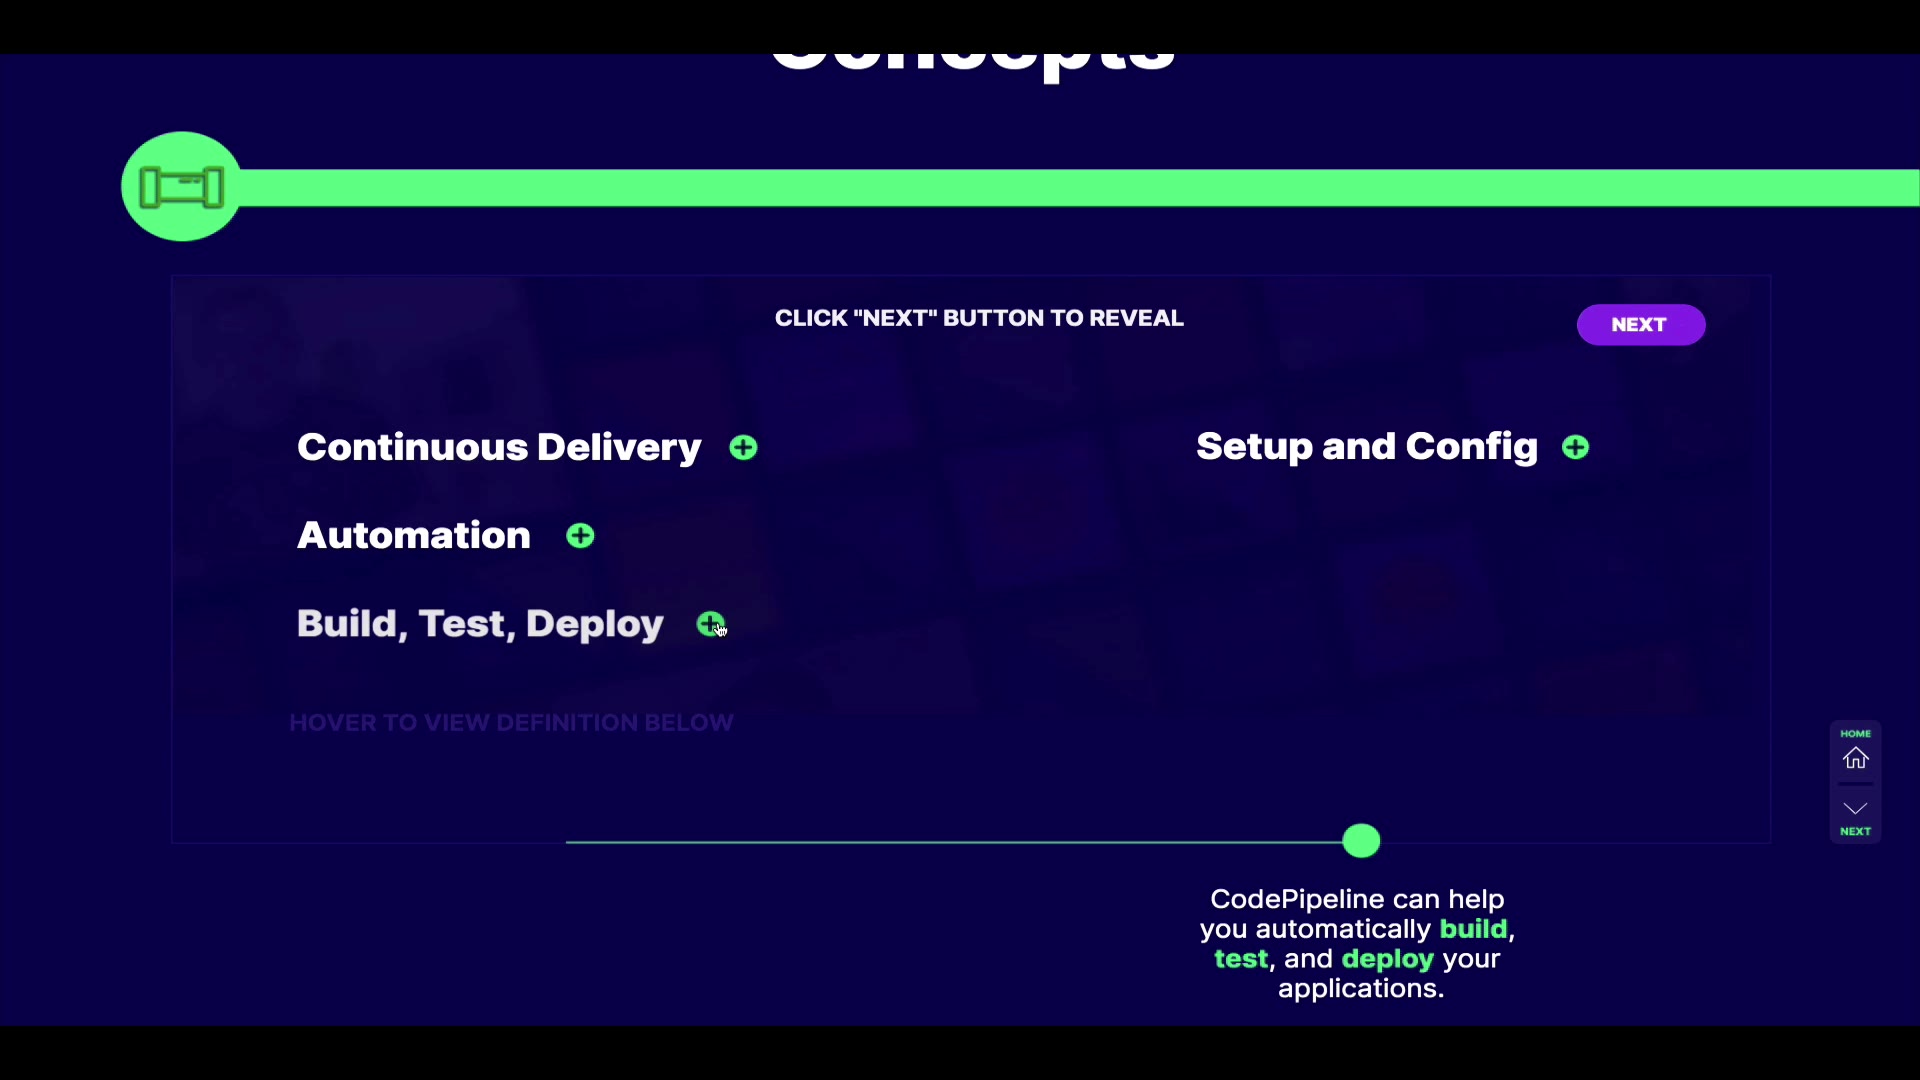 Concepts
CLICK "NEXT" BUTTON TO REVEAL
NEXT
Continuous Delivery
Setup and Config
Automation
Build, Test, Deploy
HOVER TO VIEW DEFINITION BELOW
HOME
NEXT
CodePipeline can help
you automatically build,
test, and deploy your
applications.